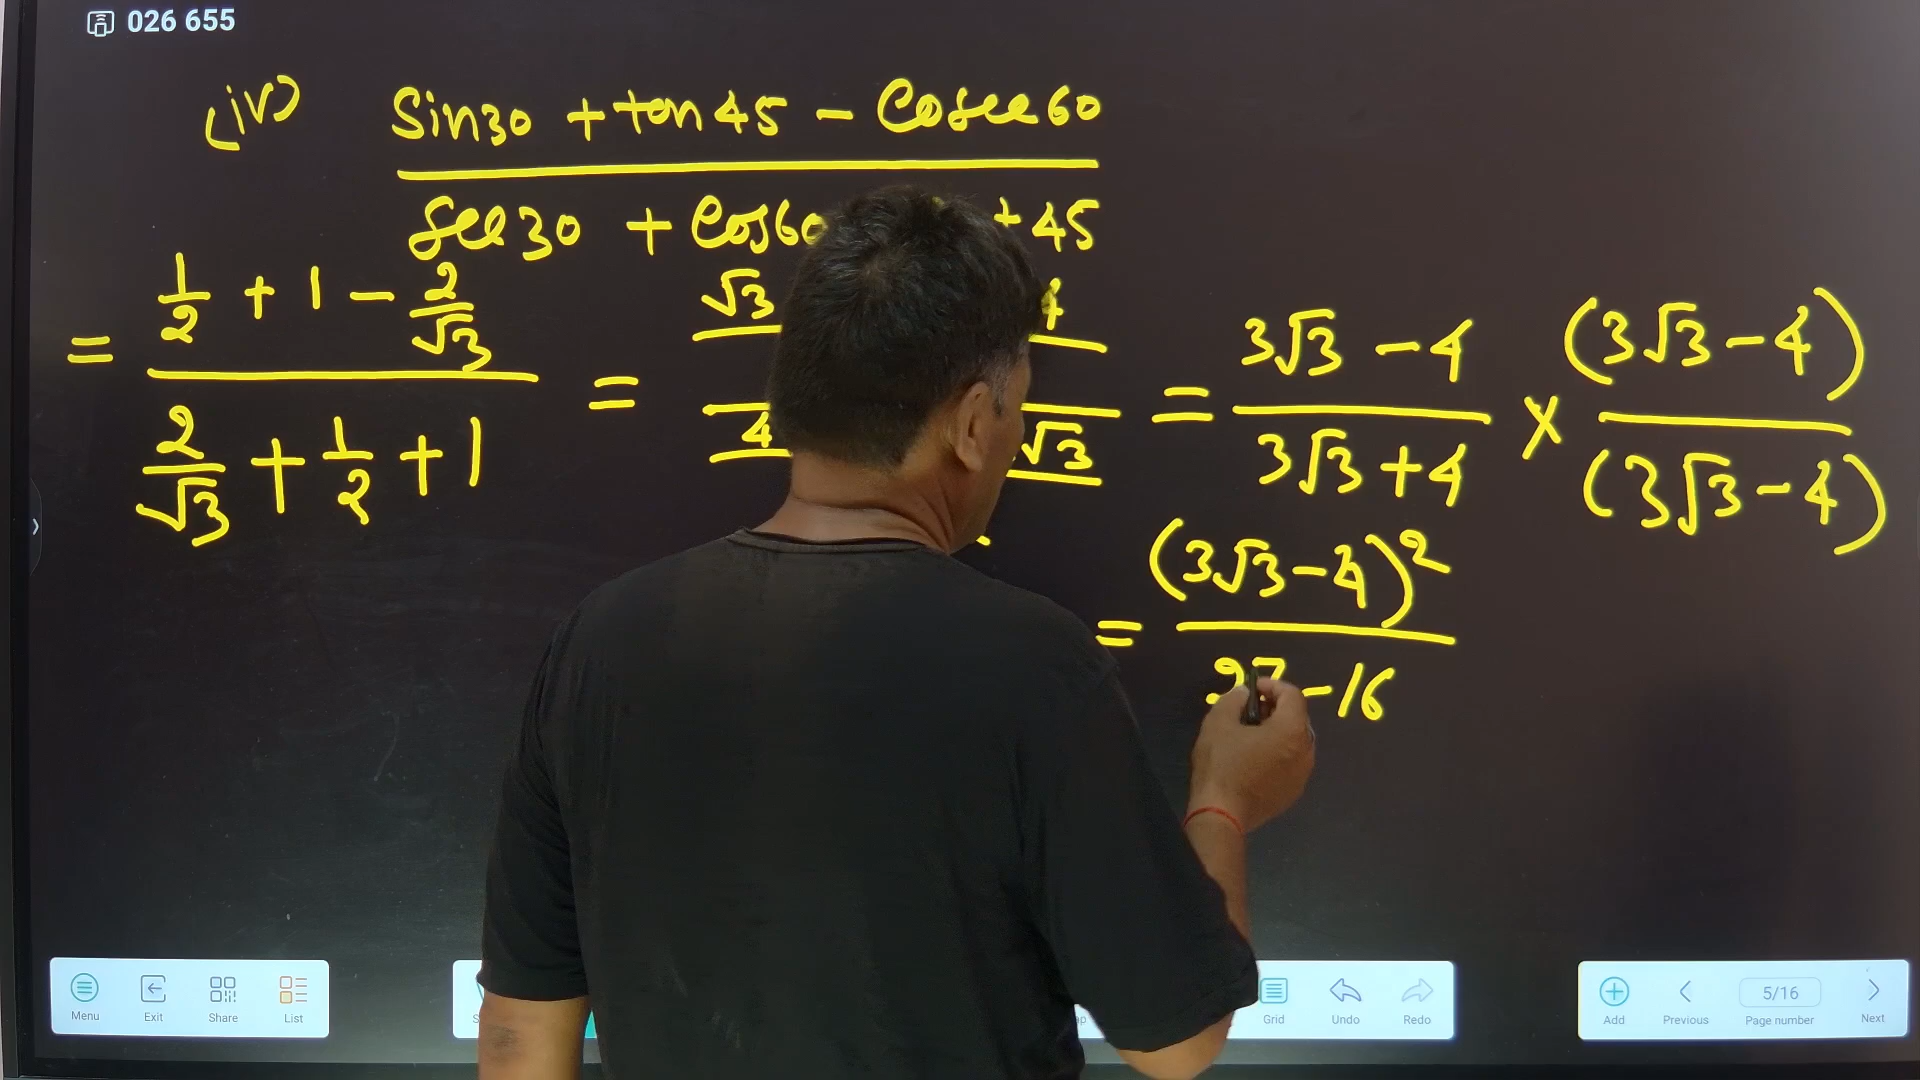 026 655
(iv) Sin30 + tan45 - Cosec60
Sec30 + Cos60 + 45
= 1/2 + 1 - 2/√3
2/√3 + 1/2 + 1
= √3 4
4 √3
= 3√3 - 4 / 3√3 + 4 × (3√3 - 4) / (3√3 - 4)
= (3√3 - 4)²
27 - 16
Menu Exit Share List Grid Undo Redo Add Previous 5/16 Page number Next